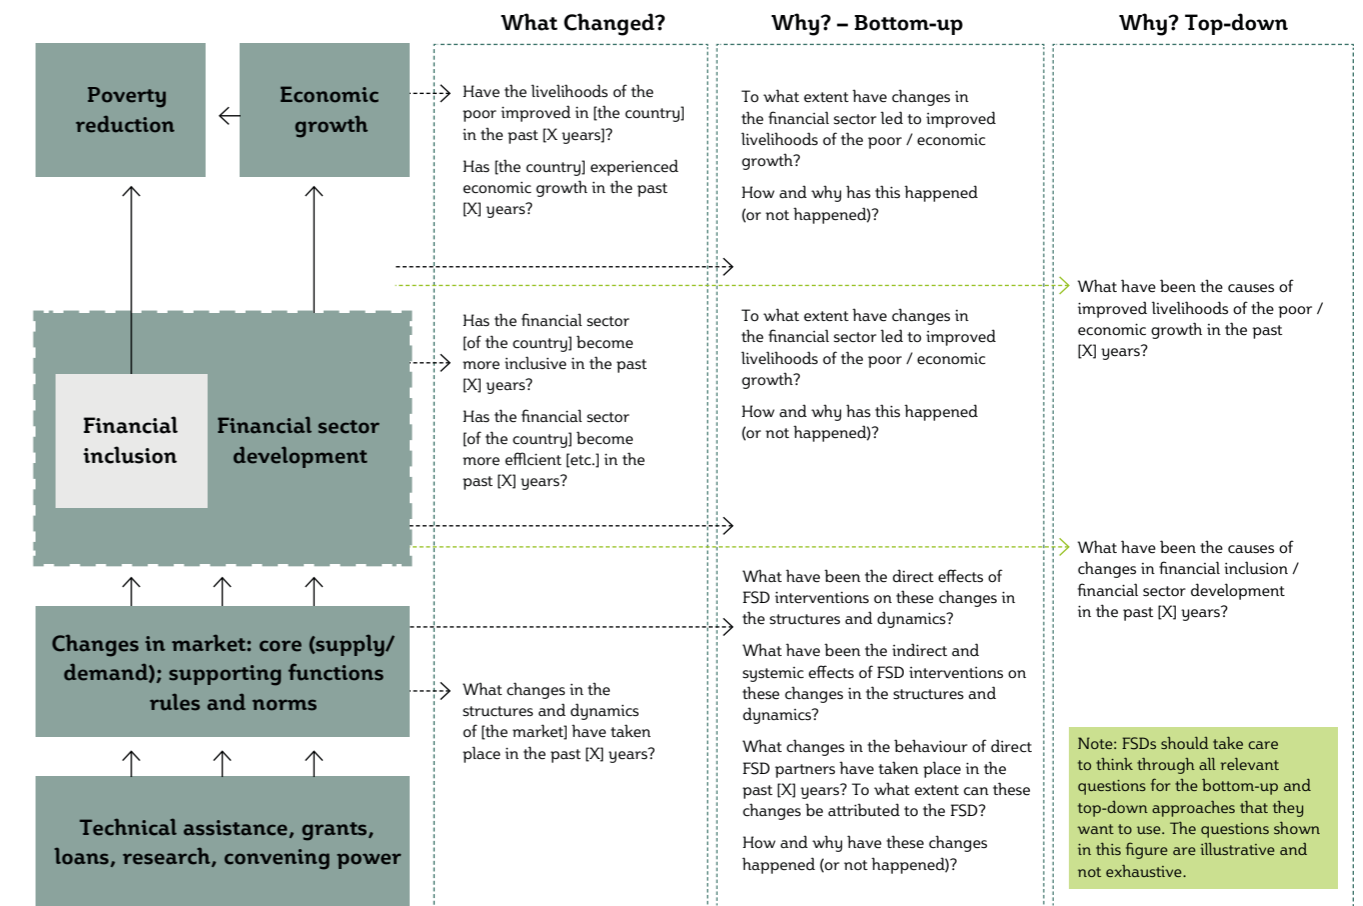 What Changed?
Why? – Bottom-up
Why? Top-down
Poverty
reduction
Economic
growth
Have the livelihoods of the
poor improved in [the country]
in the past [X years]?
Has [the country] experienced
economic growth in the past
[X] years?
To what extent have changes in
the financial sector led to improved
livelihoods of the poor / economic
growth?
How and why has this happened
(or not happened)?
What have been the causes of
improved livelihoods of the poor /
economic growth in the past
[X] years?
Financial
inclusion
Financial sector
development
Has the financial sector
[of the country] become
more inclusive in the past
[X] years?
Has the financial sector
[of the country] become
more efficient [etc.] in the
past [X] years?
To what extent have changes in
the financial sector led to improved
livelihoods of the poor / economic
growth?
How and why has this happened
(or not happened)?
What have been the causes of
changes in financial inclusion /
financial sector development
in the past [X] years?
Changes in market: core (supply/
demand); supporting functions
rules and norms
What changes in the
structures and dynamics
of [the market] have taken
place in the past [X] years?
What have been the direct effects of
FSD interventions on these changes in
the structures and dynamics?
What have been the indirect and
systemic effects of FSD interventions on
these changes in the structures and
dynamics?
What changes in the behaviour of direct
FSD partners have taken place in the
past [X] years? To what extent can these
changes be attributed to the FSD?
How and why have these changes
happened (or not happened)?
Technical assistance, grants,
loans, research, convening power
Note: FSDs should take care
to think through all relevant
questions for the bottom-up and
top-down approaches that they
want to use. The questions shown
in this figure are illustrative and
not exhaustive.